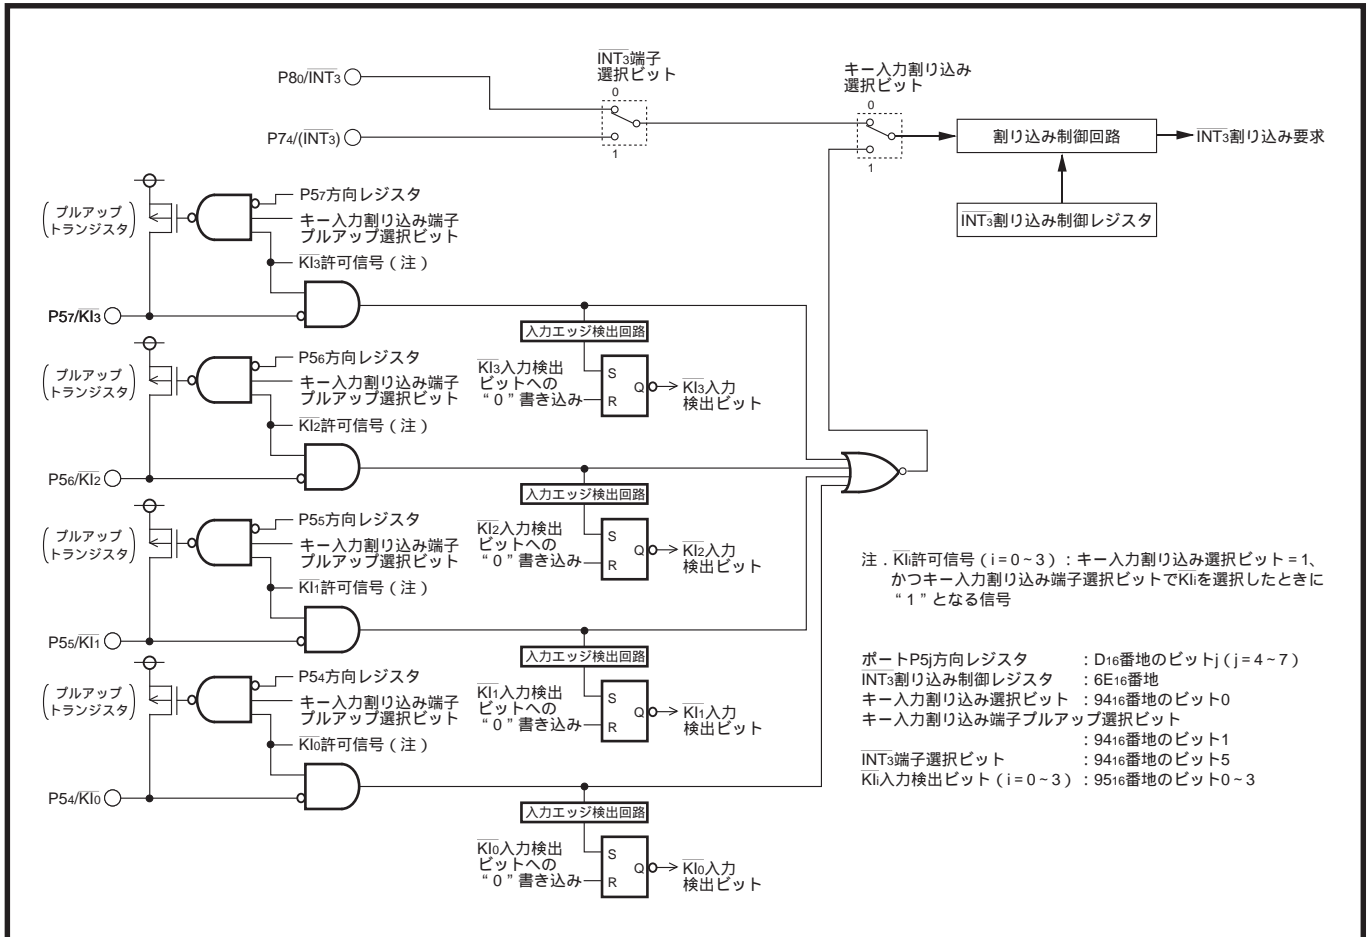 P80/INT3
INT3端子
選択ビット
0
1
P74/(INT3)
キー入力割り込み
選択ビット
0
1
割り込み制御回路
INT3割り込み要求
INT3割り込み制御レジスタ
(プルアップ
トランジスタ)
P57方向レジスタ
キー入力割り込み端子
プルアップ選択ビット
KI3許可信号(注)
P57/KI3
入力エッジ検出回路
KI3入力検出
ビットへの
“0”書き込み
S
R
Q
KI3入力
検出ビット
(プルアップ
トランジスタ)
P56方向レジスタ
キー入力割り込み端子
プルアップ選択ビット
KI2許可信号(注)
P56/KI2
入力エッジ検出回路
KI2入力検出
ビットへの
“0”書き込み
S
R
Q
KI2入力
検出ビット
(プルアップ
トランジスタ)
P55方向レジスタ
キー入力割り込み端子
プルアップ選択ビット
KI1許可信号(注)
P55/KI1
入力エッジ検出回路
KI1入力検出
ビットへの
“0”書き込み
S
R
Q
KI1入力
検出ビット
(プルアップ
トランジスタ)
P54方向レジスタ
キー入力割り込み端子
プルアップ選択ビット
KI0許可信号(注)
P54/KI0
入力エッジ検出回路
KI0入力検出
ビットへの
“0”書き込み
S
R
Q
KI0入力
検出ビット
注.KIi許可信号(i=0~3):キー入力割り込み選択ビット=1、
かつキー入力割り込み端子選択ビットでKIiを選択したときに
“1”となる信号
ポートP5j方向レジスタ :D16番地のビットj(j=4~7)
INT3割り込み制御レジスタ :6E16番地
キー入力割り込み選択ビット :9416番地のビット0
キー入力割り込み端子プルアップ選択ビット
:9416番地のビット1
INT3端子選択ビット :9416番地のビット5
KIi入力検出ビット(i=0~3):9516番地のビット0~3